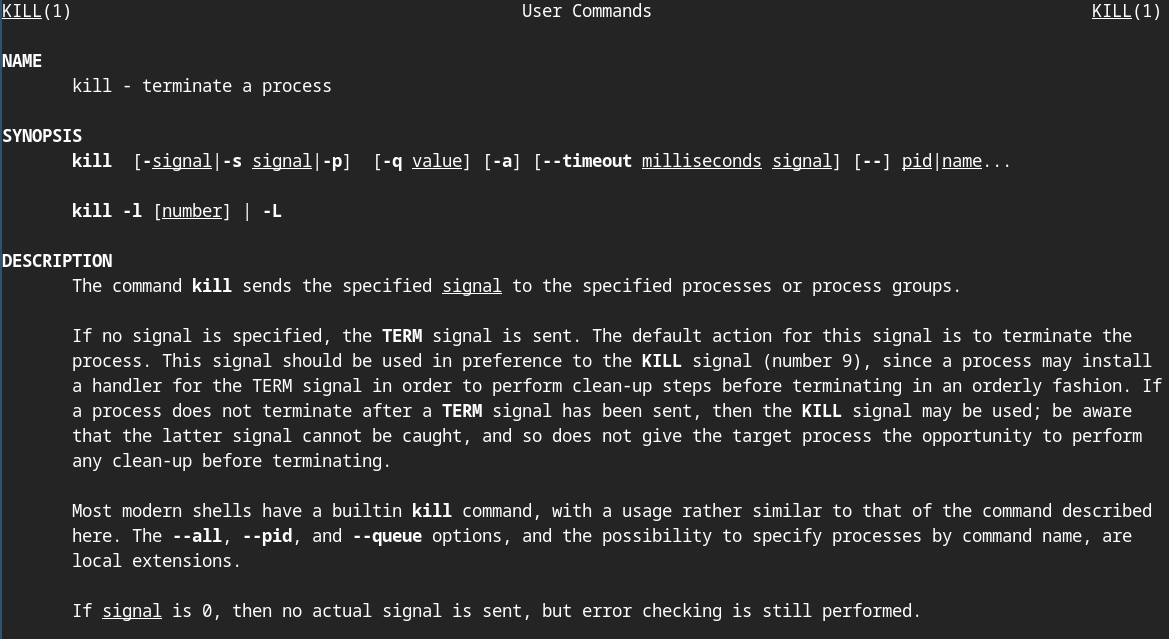 KILL(1) User Commands KILL(1)
NAME
kill - terminate a process
SYNOPSIS
kill [-signal|-s signal|-p] [-q value] [-a] [--timeout milliseconds signal] [--] pid|name...
kill -l [number] | -L
DESCRIPTION
The command kill sends the specified signal to the specified processes or process groups.
If no signal is specified, the TERM signal is sent. The default action for this signal is to terminate the
process. This signal should be used in preference to the KILL signal (number 9), since a process may install
a handler for the TERM signal in order to perform clean-up steps before terminating in an orderly fashion. If
a process does not terminate after a TERM signal has been sent, then the KILL signal may be used; be aware
that the latter signal cannot be caught, and so does not give the target process the opportunity to perform
any clean-up before terminating.
Most modern shells have a builtin kill command, with a usage rather similar to that of the command described
here. The --all, --pid, and --queue options, and the possibility to specify processes by command name, are
local extensions.
If signal is 0, then no actual signal is sent, but error checking is still performed.